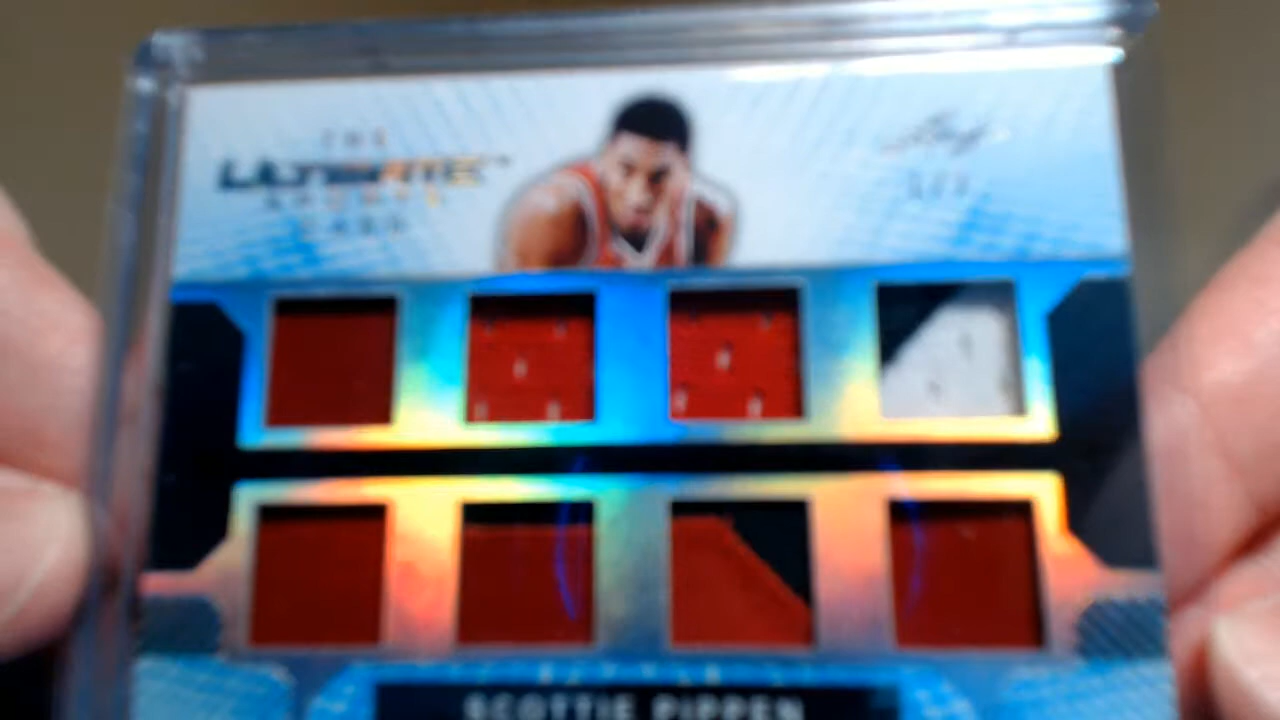 THE
ULTIMATE
SPORTS
CARD
Leaf
SCOTTIE PIPPEN